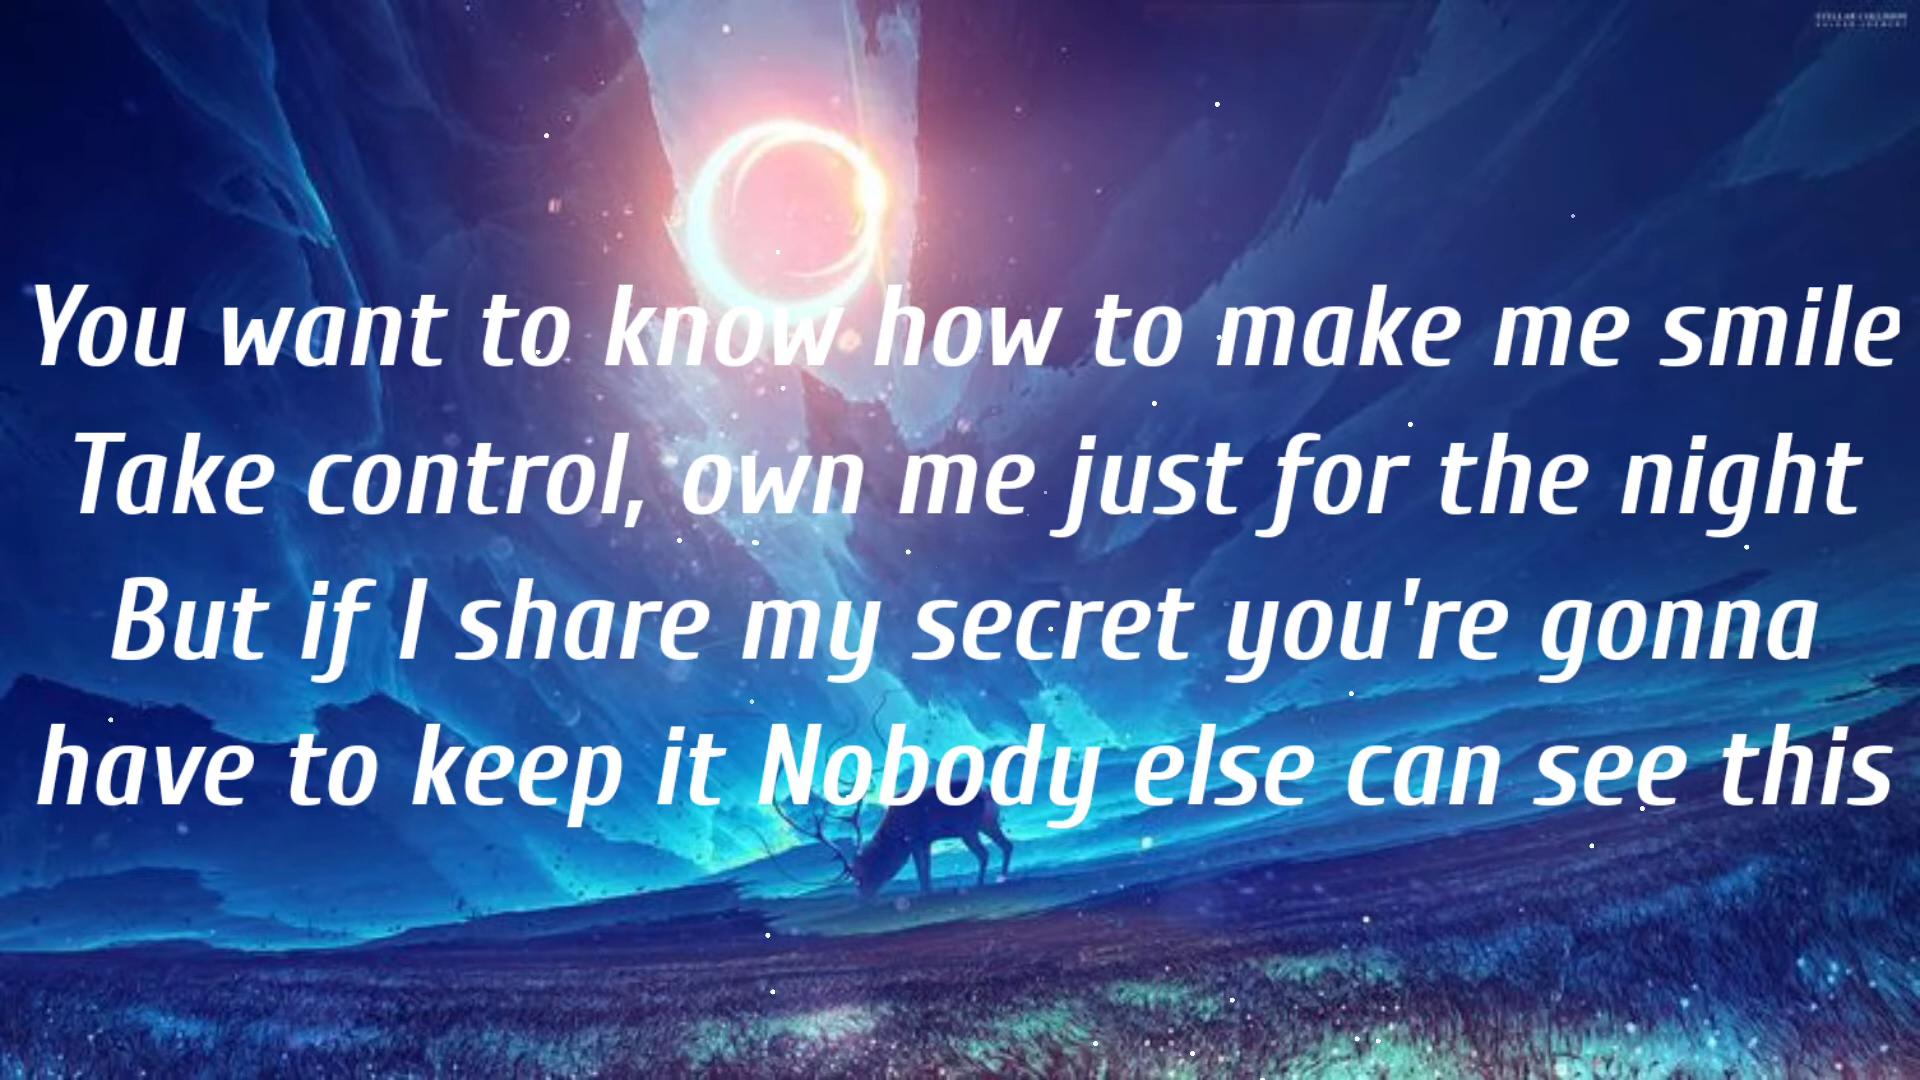 You want to know how to make me smile
Take control, own me just for the night
But if I share my secret you're gonna
have to keep it Nobody else can see this